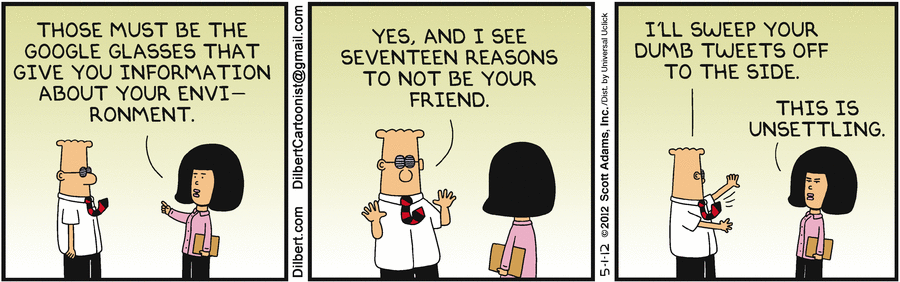 THOSE MUST BE THE
GOOGLE GLASSES THAT
GIVE YOU INFORMATION
ABOUT YOUR ENVI-
RONMENT.
Dilbert.com DilbertCartoonist@gmail.com
YES, AND I SEE
SEVENTEEN REASONS
TO NOT BE YOUR
FRIEND.
5-1-12 ©2012 Scott Adams, Inc. /Dist. by Universal Uclick
I'LL SWEEP YOUR
DUMB TWEETS OFF
TO THE SIDE.
THIS IS
UNSETTLING.